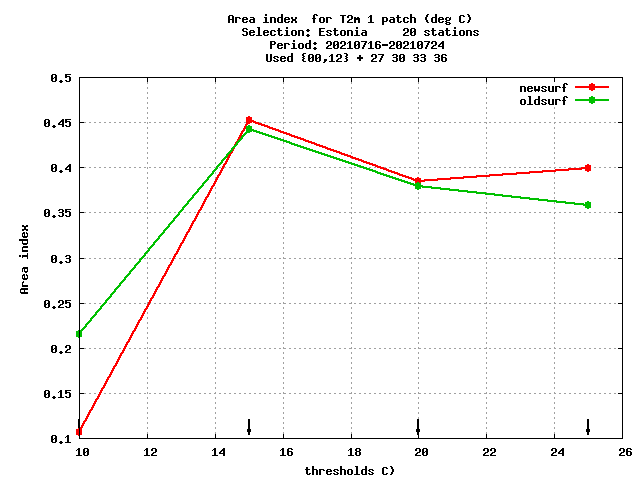 Area index  for T2m 1 patch (deg C)
Selection: Estonia     20 stations
Period: 20210716-20210724
Used {00,12} + 27 30 33 36
newsurf
oldsurf
0.5
0.45
0.4
0.35
0.3
0.25
0.2
0.15
0.1
Area index
10 12 14 16 18 20 22 24 26
thresholds C)